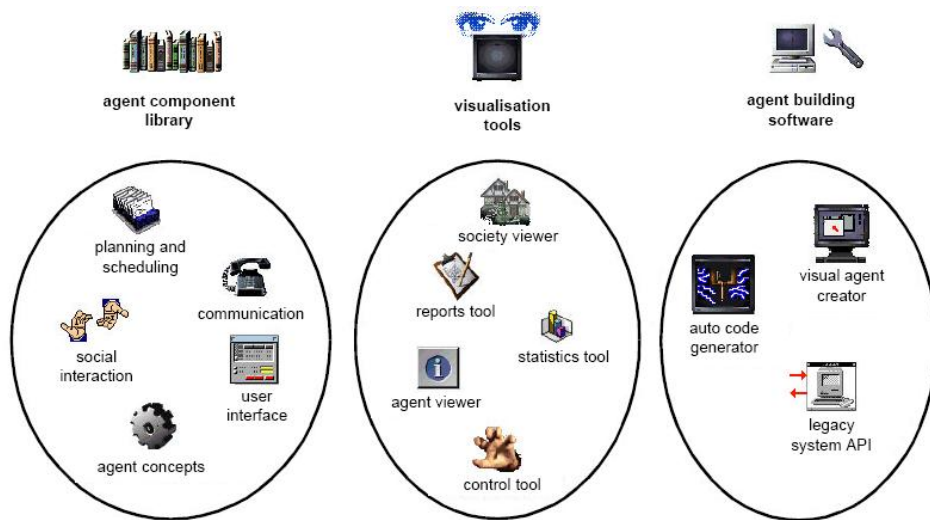 agent component
library
visualisation
tools
agent building
software
planning and
scheduling
communication
social
interaction
user
interface
agent concepts
society viewer
reports tool
statistics tool
agent viewer
control tool
visual agent
creator
auto code
generator
legacy
system API